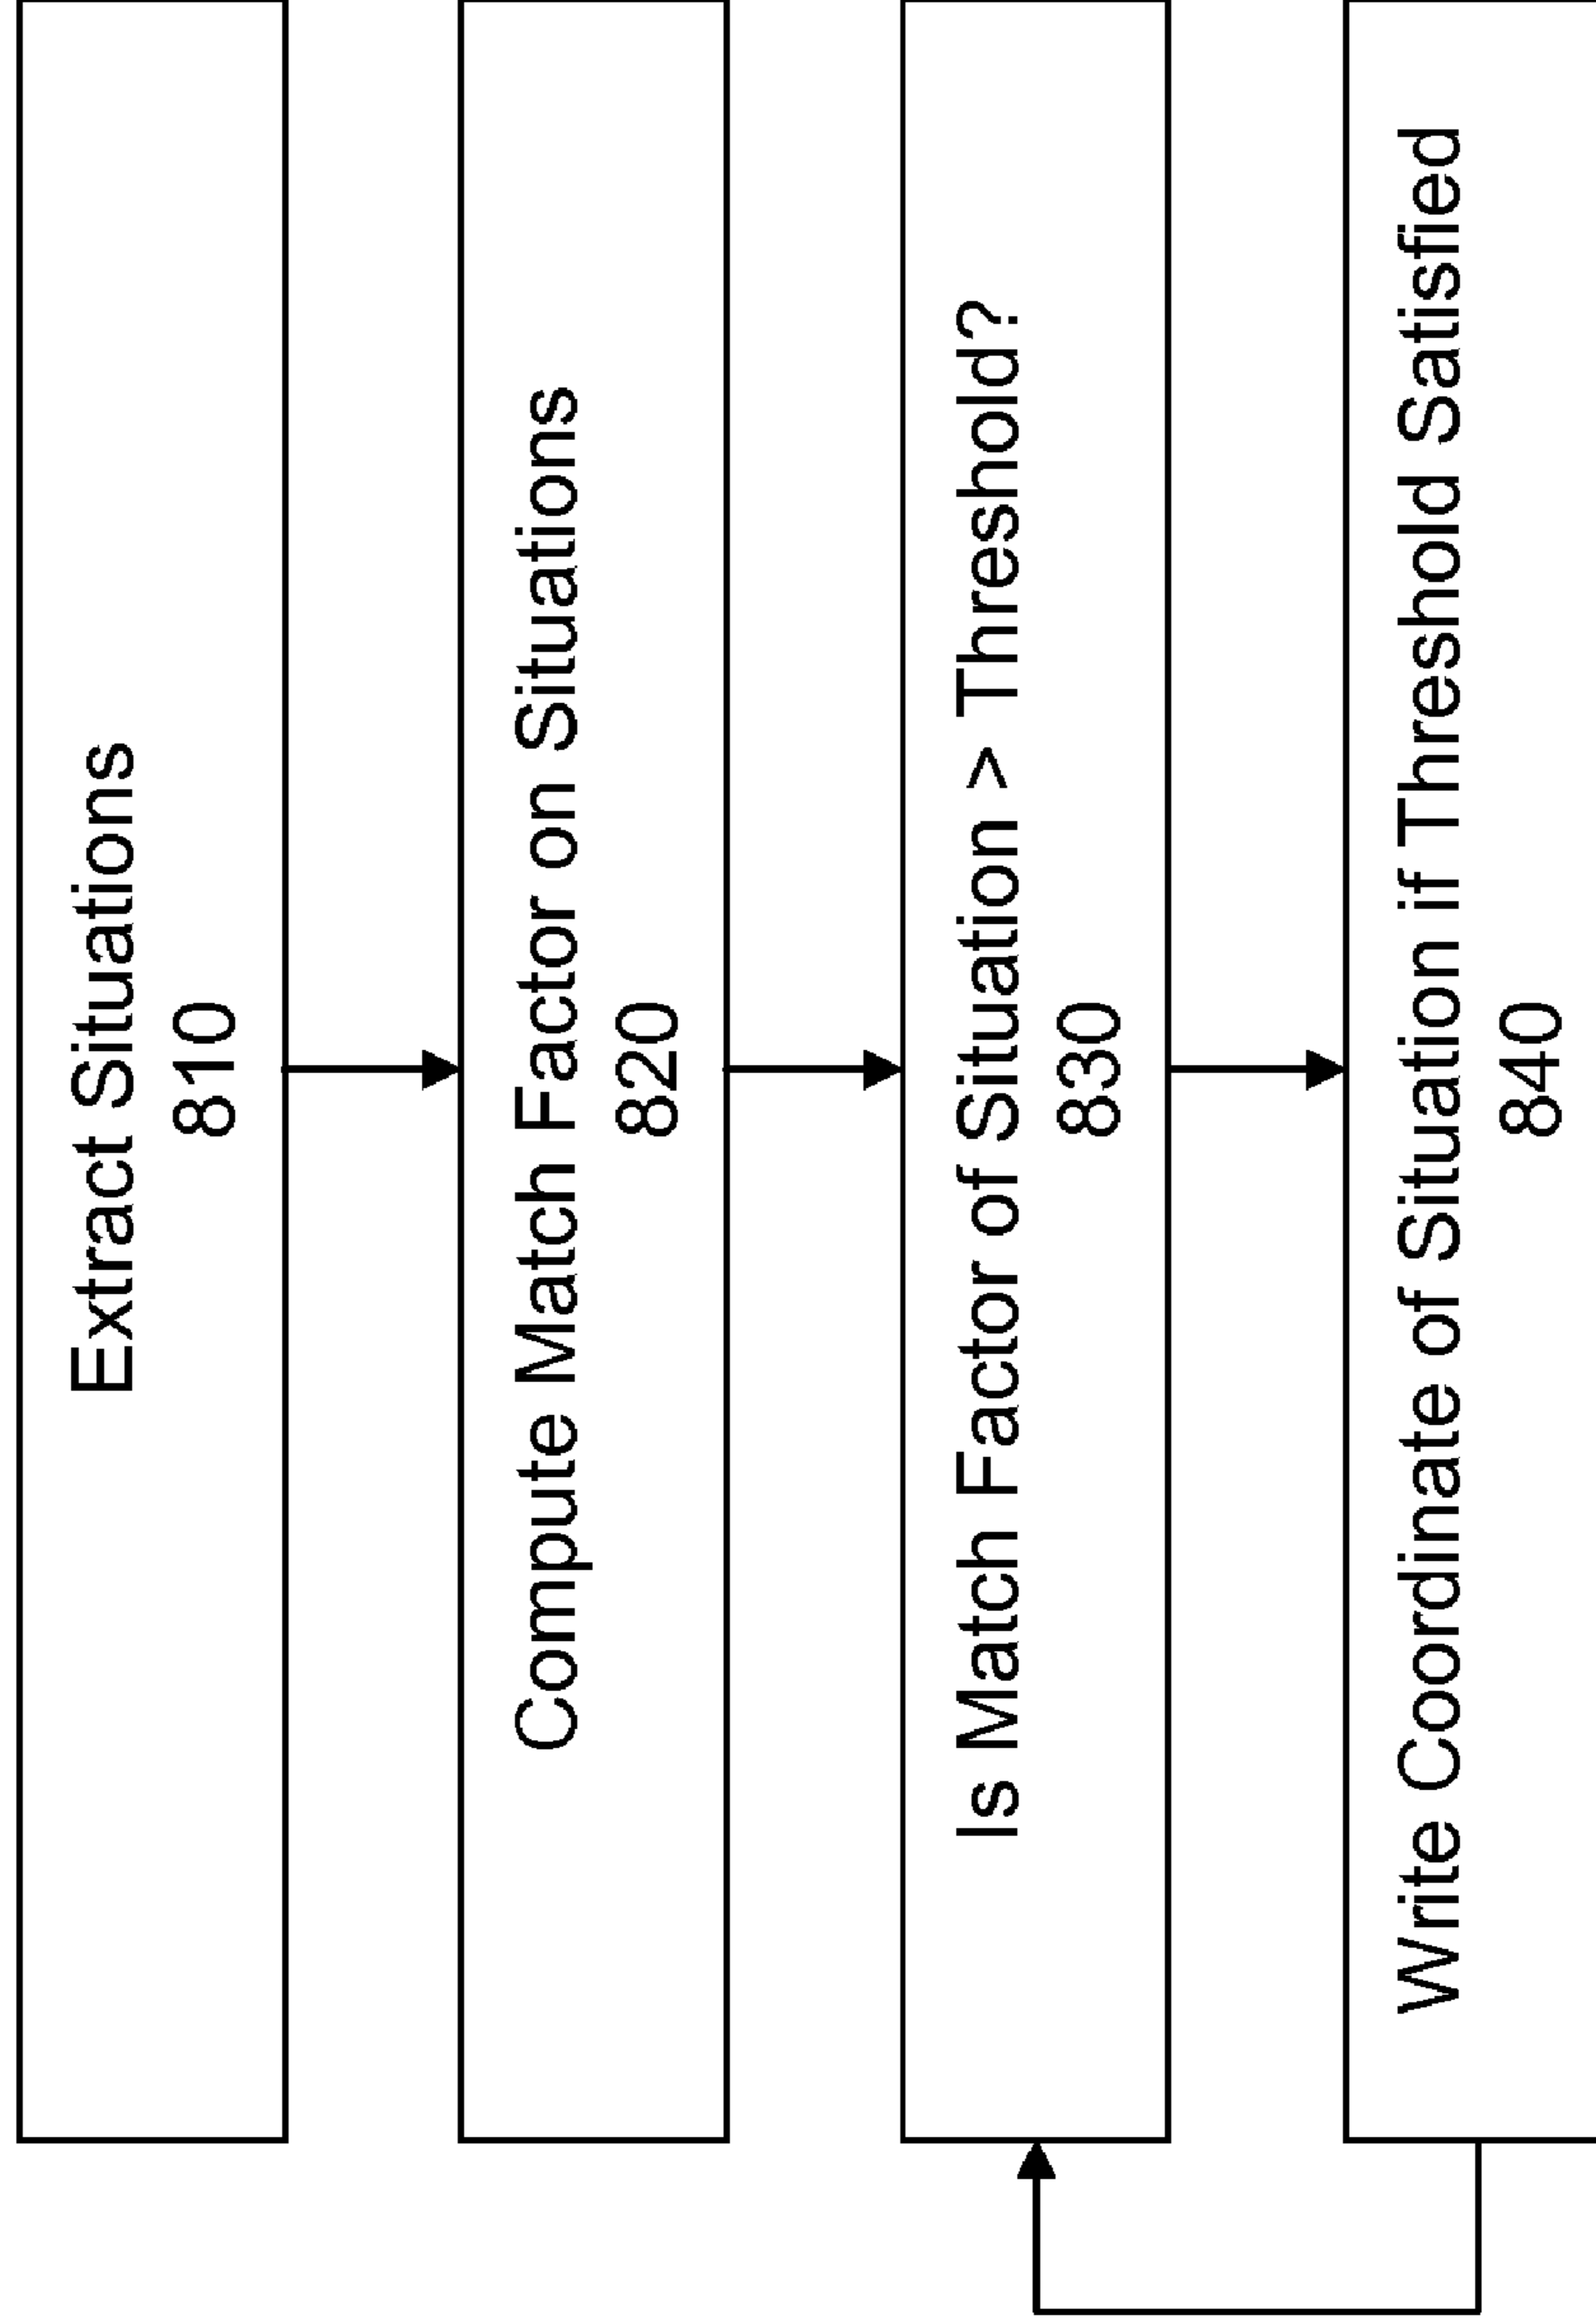 Extract Situations
810
Compute Match Factor on Situations
820
Is Match Factor of Situation > Threshold?
830
Write Coordinate of Situation if Threshold Satisfied
840